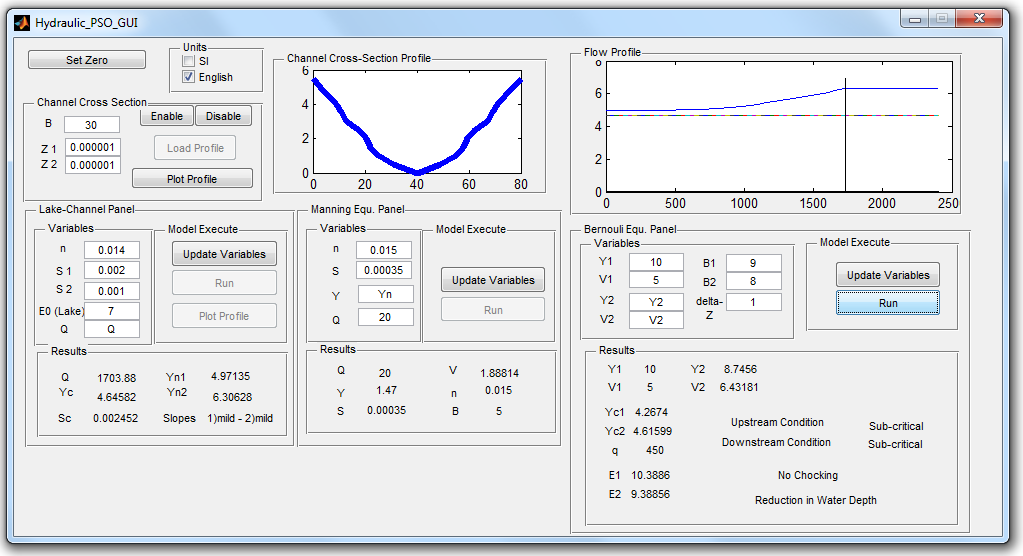 Hydraulic_PSO_GUI
Set Zero
Units
SI
English
Channel Cross Section
Enable Disable
B 30
Z 1 0.000001
Z 2 0.000001
Load Profile
Plot Profile
Channel Cross-Section Profile
6
4
2
0
0 20 40 60 80
Flow Profile
6
4
2
0
0 500 1000 1500 2000 2500
Lake-Channel Panel
Variables
n 0.014
S 1 0.002
S 2 0.001
E0 (Lake) 7
Q Q
Model Execute
Update Variables
Run
Plot Profile
Results
Q 1703.88 Yn1 4.97135
Yc 4.64582 Yn2 6.30628
Sc 0.002452 Slopes 1)mild - 2)mild
Manning Equ. Panel
Variables
n 0.015
S 0.00035
Y Yn
Q 20
Model Execute
Update Variables
Run
Results
Q 20 V 1.88814
Y 1.47 n 0.015
S 0.00035 B 5
Bernouli Equ. Panel
Variables
Y1 10 B1 9
V1 5 B2 8
Y2 Y2 delta-Z 1
V2 V2
Model Execute
Update Variables
Run
Results
Y1 10 Y2 8.7456
V1 5 V2 6.43181
Yc1 4.2674
Yc2 4.61599
q 450
Upstream Condition Sub-critical
Downstream Condition Sub-critical
E1 10.3886
E2 9.38856
No Chocking
Reduction in Water Depth